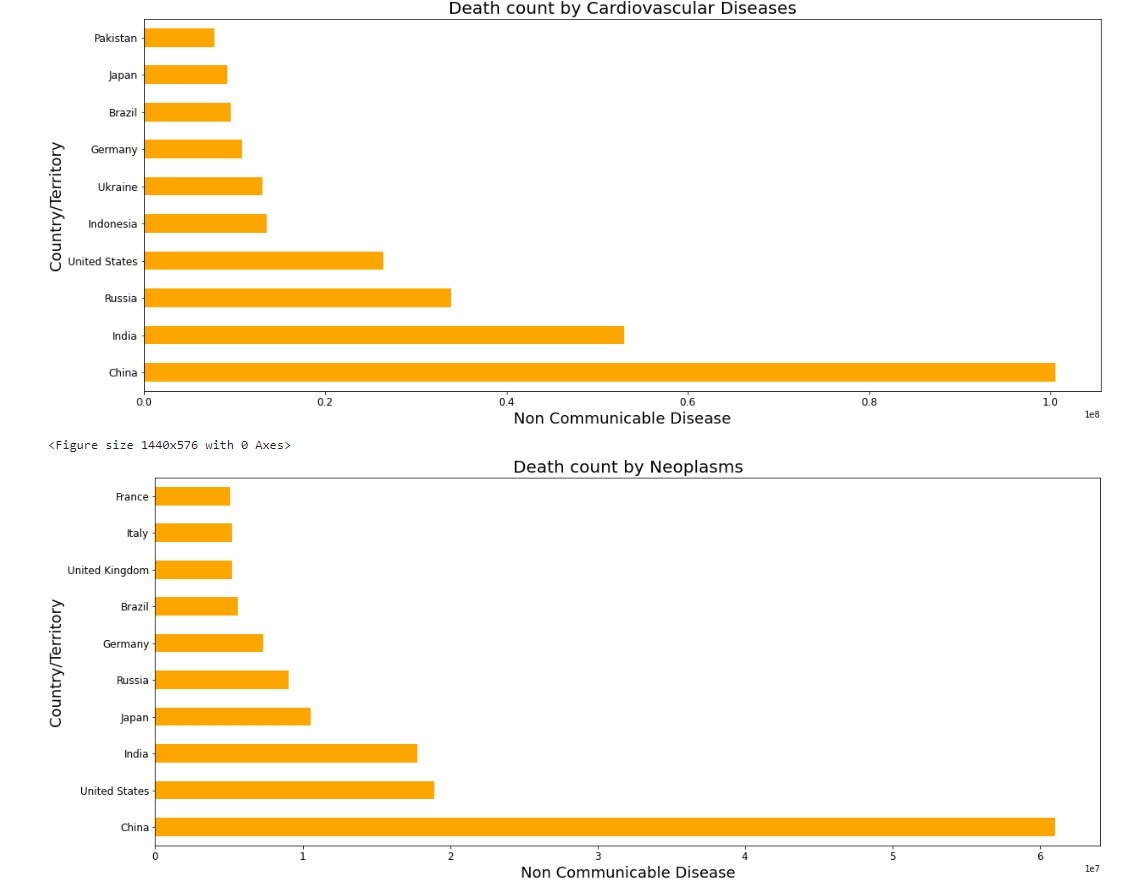 Death count by Cardiovascular Diseases
Pakistan
Japan
Brazil
Germany
Ukraine
Indonesia
United States
Russia
India
China
Country/Territory
0.0 0.2 0.4 0.6 0.8 1.0
1e8
Non Communicable Disease
<Figure size 1440x576 with 0 Axes>
Death count by Neoplasms
France
Italy
United Kingdom
Brazil
Germany
Russia
Japan
India
United States
China
Country/Territory
0 1 2 3 4 5 6
1e7
Non Communicable Disease